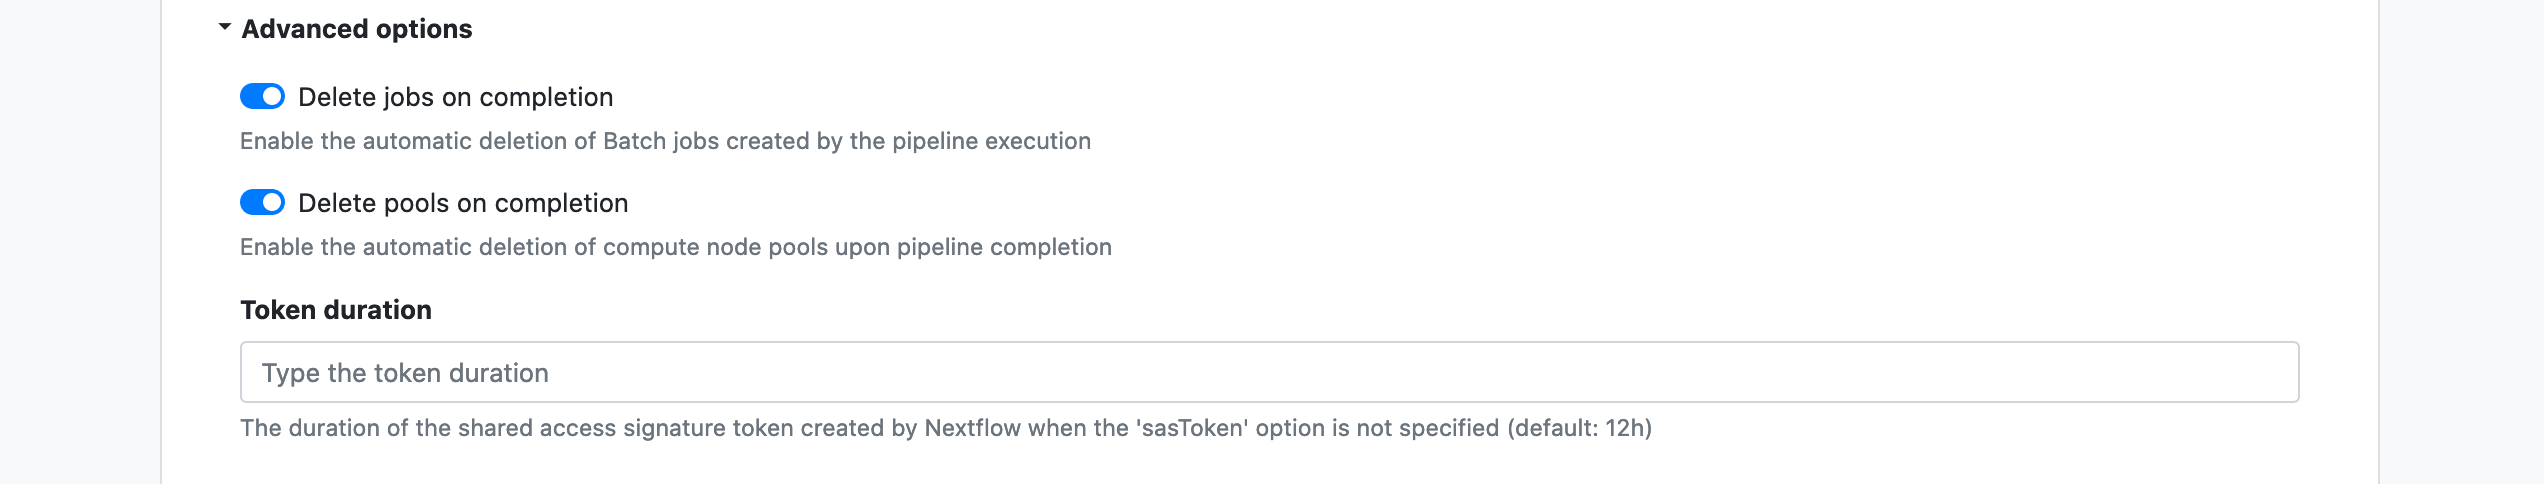 Advanced options
Delete jobs on completion
Enable the automatic deletion of Batch jobs created by the pipeline execution
Delete pools on completion
Enable the automatic deletion of compute node pools upon pipeline completion
Token duration
Type the token duration
The duration of the shared access signature token created by Nextflow when the 'sasToken' option is not specified (default: 12h)